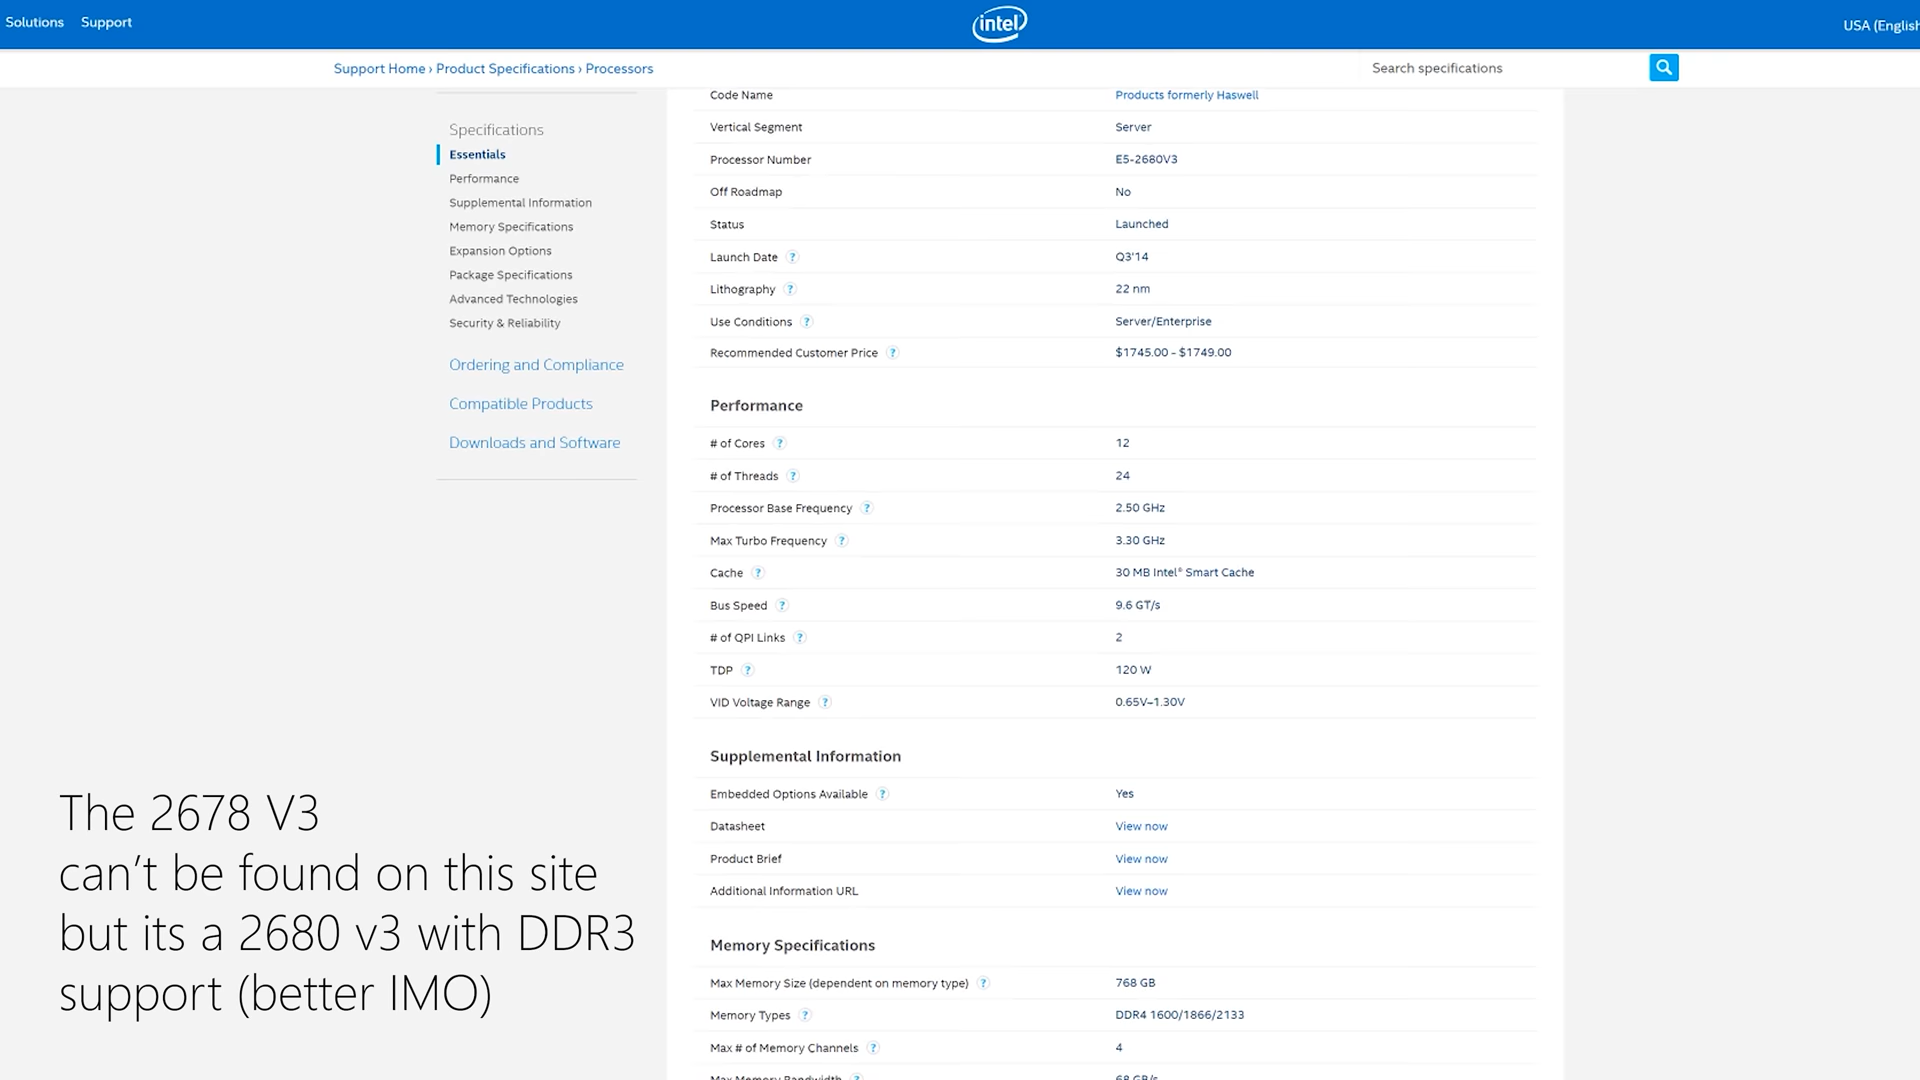 Solutions Support
intel
USA (English
Support Home › Product Specifications › Processors
Search specifications
Specifications
Essentials
Performance
Supplemental Information
Memory Specifications
Expansion Options
Package Specifications
Advanced Technologies
Security & Reliability
Ordering and Compliance
Compatible Products
Downloads and Software
Code Name Products formerly Haswell
Vertical Segment Server
Processor Number E5-2680V3
Off Roadmap No
Status Launched
Launch Date ? Q3'14
Lithography ? 22 nm
Use Conditions ? Server/Enterprise
Recommended Customer Price ? $1745.00 - $1749.00
Performance
# of Cores ? 12
# of Threads ? 24
Processor Base Frequency ? 2.50 GHz
Max Turbo Frequency ? 3.30 GHz
Cache ? 30 MB Intel® Smart Cache
Bus Speed ? 9.6 GT/s
# of QPI Links ? 2
TDP ? 120 W
VID Voltage Range ? 0.65V–1.30V
Supplemental Information
Embedded Options Available ? Yes
Datasheet View now
Product Brief View now
Additional Information URL View now
Memory Specifications
Max Memory Size (dependent on memory type) ? 768 GB
Memory Types ? DDR4 1600/1866/2133
Max # of Memory Channels ? 4
Max Memory Bandwidth ? 68 GB/s
The 2678 V3
can't be found on this site
but its a 2680 v3 with DDR3
support (better IMO)